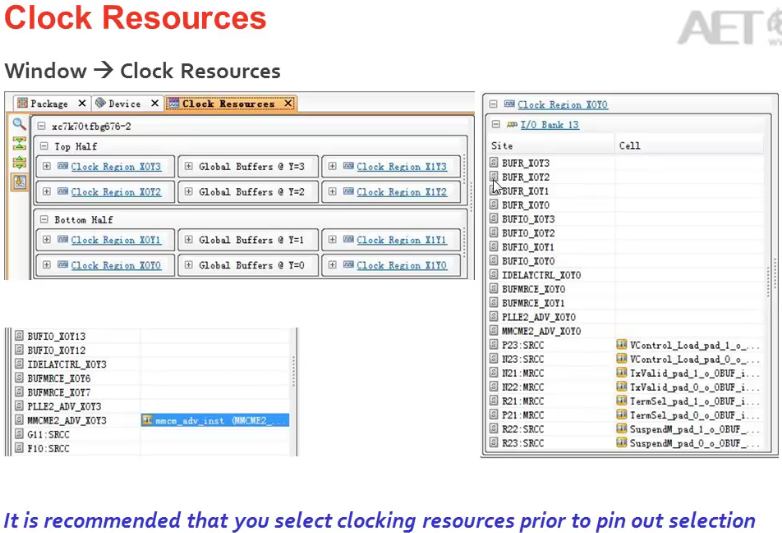 Clock Resources
AET
Window → Clock Resources
Package
Device
Clock Resources
xc7k70tfbg676-2
Top Half
Clock Region X0Y3
Global Buffers @ Y=3
Clock Region X1Y3
Clock Region X0Y2
Global Buffers @ Y=2
Clock Region X1Y2
Bottom Half
Clock Region X0Y1
Global Buffers @ Y=1
Clock Region X1Y1
Clock Region X0Y0
Global Buffers @ Y=0
Clock Region X1Y0
Clock Region X0Y0
I/O Bank 13
Site Cell
BUFR_X0Y3
BUFR_X0Y2
BUFR_X0Y1
BUFR_X0Y0
BUFIO_X0Y3
BUFIO_X0Y2
BUFIO_X0Y1
BUFIO_X0Y0
IDELAYCTRL_X0Y0
BUFMRCE_X0Y0
BUFMRCE_X0Y1
PLLE2_ADV_X0Y0
MMCME2_ADV_X0Y0
P23:SRCC VControl_Load_pad_1_o_...
N23:SRCC VControl_Load_pad_0_o_...
N21:MRCC TxValid_pad_1_o_OBUF_i...
N22:MRCC TxValid_pad_0_o_OBUF_i...
R21:MRCC TermSel_pad_1_o_OBUF_i...
P21:MRCC TermSel_pad_0_o_OBUF_i...
R22:SRCC SuspendM_pad_1_o_OBUF_...
R23:SRCC SuspendM_pad_0_o_OBUF_...
BUFIO_X0Y13
BUFIO_X0Y12
IDELAYCTRL_X0Y3
BUFMRCE_X0Y6
BUFMRCE_X0Y7
PLLE2_ADV_X0Y3
MMCME2_ADV_X0Y3 mmcm_adv_inst (MMCME2_...
G11:SRCC
F10:SRCC
It is recommended that you select clocking resources prior to pin out selection